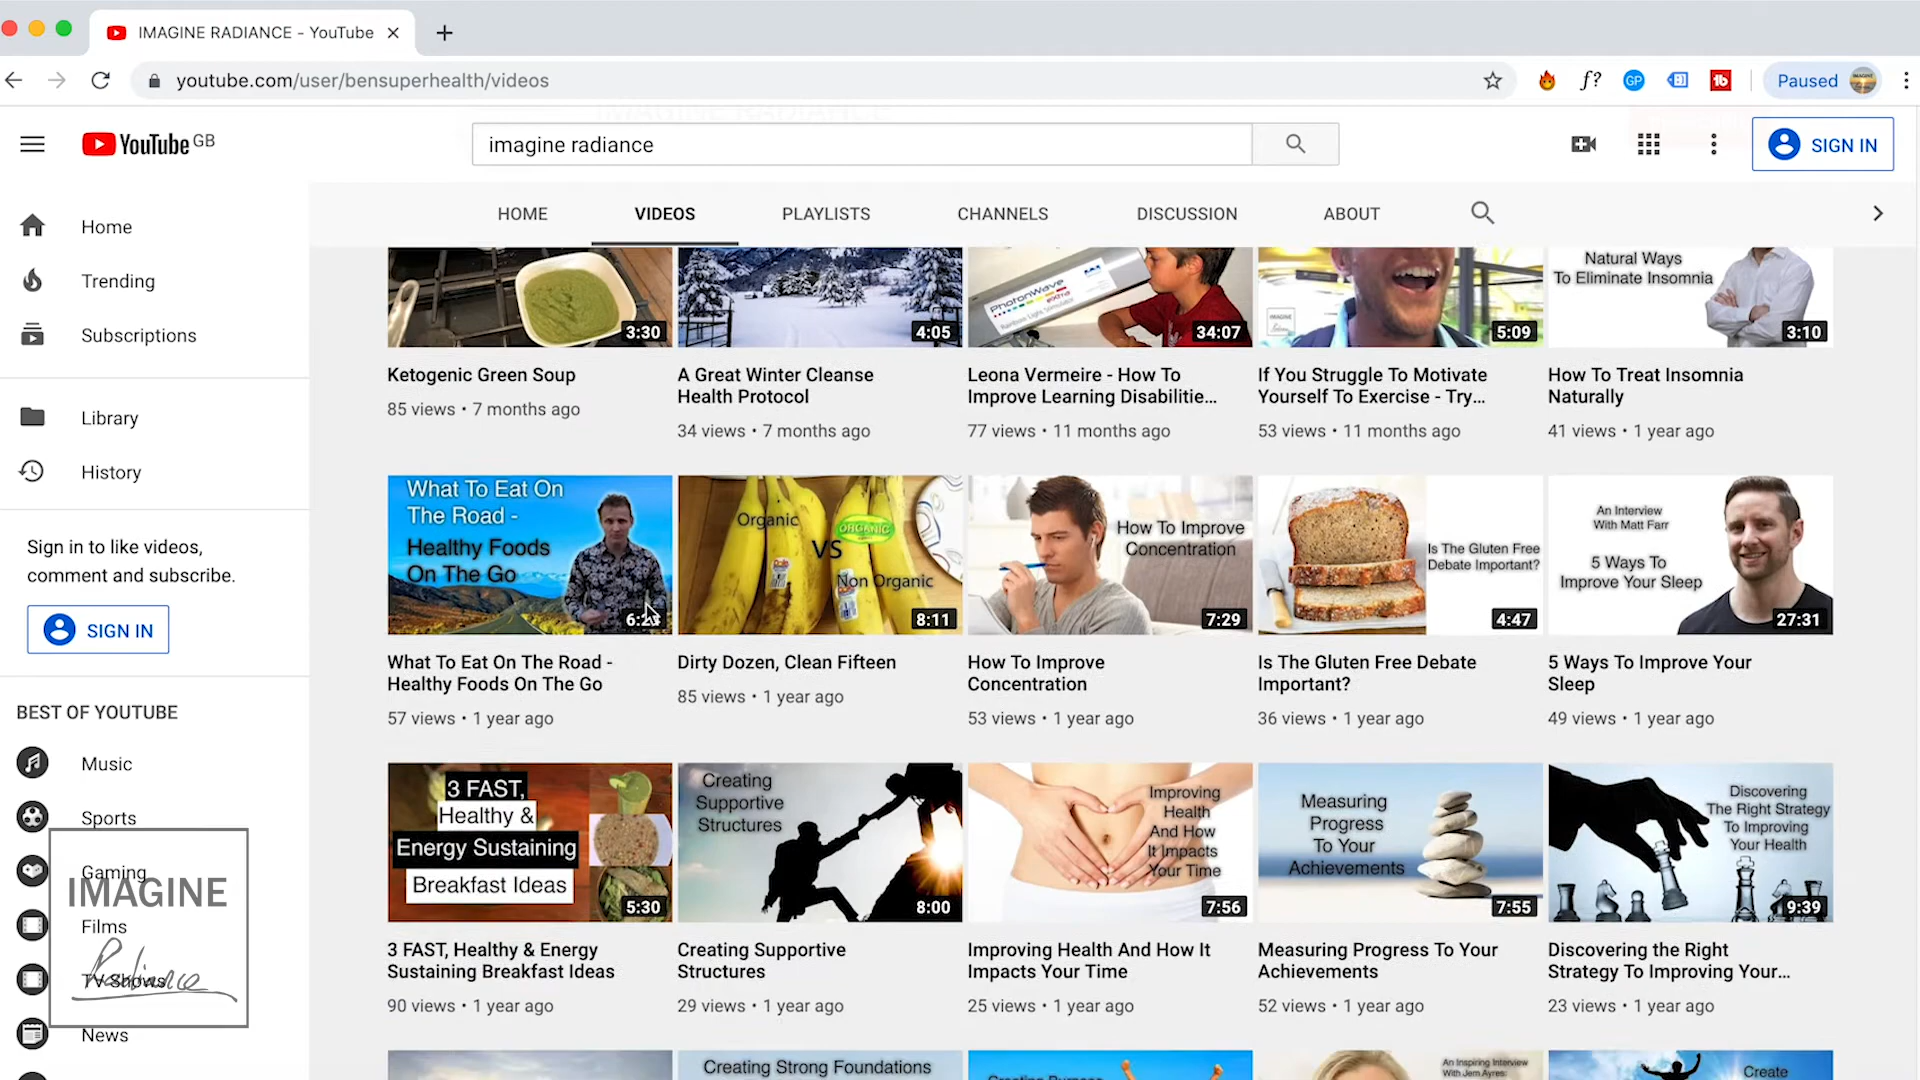 IMAGINE RADIANCE - YouTube
youtube.com/user/bensuperhealth/videos
f?
GP
Paused
YouTube GB
imagine radiance
SIGN IN
HOME
VIDEOS
PLAYLISTS
CHANNELS
DISCUSSION
ABOUT
Home
Trending
Subscriptions
Library
History
Sign in to like videos,
comment and subscribe.
SIGN IN
BEST OF YOUTUBE
Music
Sports
Gaming
Films
TV Shows
News
IMAGINE
Radiance
3:30
Ketogenic Green Soup
85 views • 7 months ago
4:05
A Great Winter Cleanse
Health Protocol
34 views • 7 months ago
PhotonWave
34:07
Leona Vermeire - How To
Improve Learning Disabilitie...
77 views • 11 months ago
5:09
If You Struggle To Motivate
Yourself To Exercise - Try...
53 views • 11 months ago
Natural Ways
To Eliminate Insomnia
3:10
How To Treat Insomnia
Naturally
41 views • 1 year ago
What To Eat On
The Road -
Healthy Foods
On The Go
What To Eat On The Road -
Healthy Foods On The Go
57 views • 1 year ago
Organic
ORGANIC
VS
Non Organic
8:11
Dirty Dozen, Clean Fifteen
85 views • 1 year ago
How To Improve
Concentration
7:29
How To Improve
Concentration
53 views • 1 year ago
Is The Gluten Free
Debate Important?
4:47
Is The Gluten Free Debate
Important?
36 views • 1 year ago
An Interview
With Matt Farr
5 Ways To
Improve Your Sleep
27:31
5 Ways To Improve Your
Sleep
49 views • 1 year ago
3 FAST,
Healthy &
Energy Sustaining
Breakfast Ideas
5:30
3 FAST, Healthy & Energy
Sustaining Breakfast Ideas
90 views • 1 year ago
Creating
Supportive
Structures
8:00
Creating Supportive
Structures
29 views • 1 year ago
Improving
Health
And How
It Impacts
Your Time
7:56
Improving Health And How It
Impacts Your Time
25 views • 1 year ago
Measuring
Progress
To Your
Achievements
7:55
Measuring Progress To Your
Achievements
52 views • 1 year ago
Discovering
The Right Strategy
To Improving
Your Health
9:39
Discovering the Right
Strategy To Improving Your...
23 views • 1 year ago
Creating Strong Foundations
An Inspiring Interview
With Jem Ayres:
Create